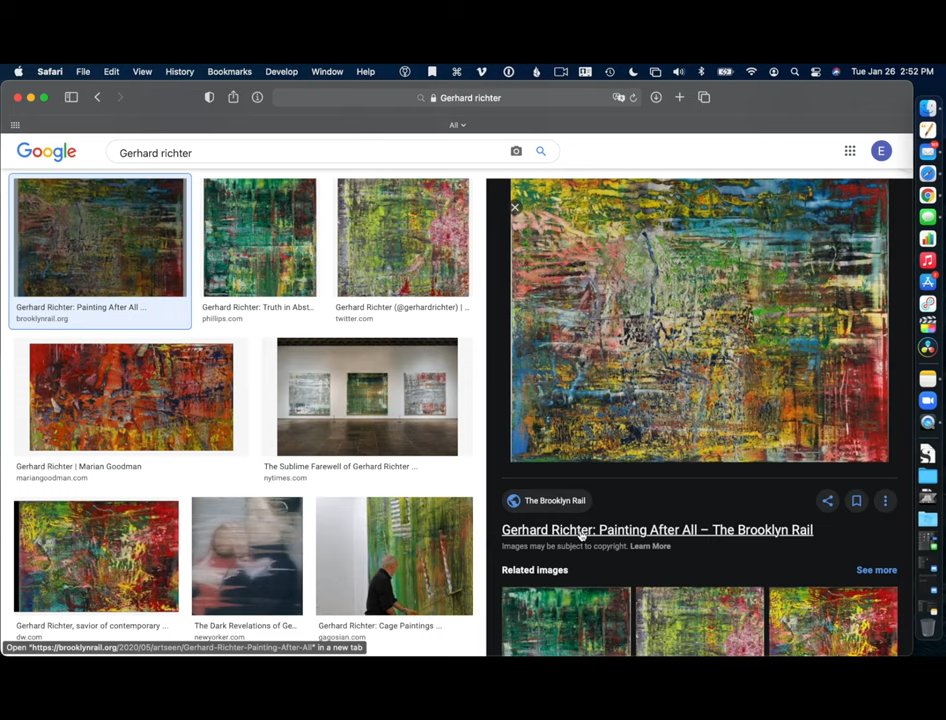 Safari File Edit View History Bookmarks Develop Window Help Tue Jan 26 2:52 PM
Gerhard richter
All
Google Gerhard richter E
Gerhard Richter: Painting After All ...
brooklynrail.org
Gerhard Richter: Truth in Abst...
phillips.com
Gerhard Richter (@gerhardrichter) | ...
twitter.com
Gerhard Richter | Marian Goodman
mariangoodman.com
The Sublime Farewell of Gerhard Richter ...
nytimes.com
Gerhard Richter, savior of contemporary ...
dw.com
The Dark Revelations of Ge...
newyorker.com
Gerhard Richter: Cage Paintings ...
gagosian.com
The Brooklyn Rail
Gerhard Richter: Painting After All – The Brooklyn Rail
Images may be subject to copyright. Learn More
Related images See more
Open "https://brooklynrail.org/2020/05/artseen/Gerhard-Richter-Painting-After-All" in a new tab